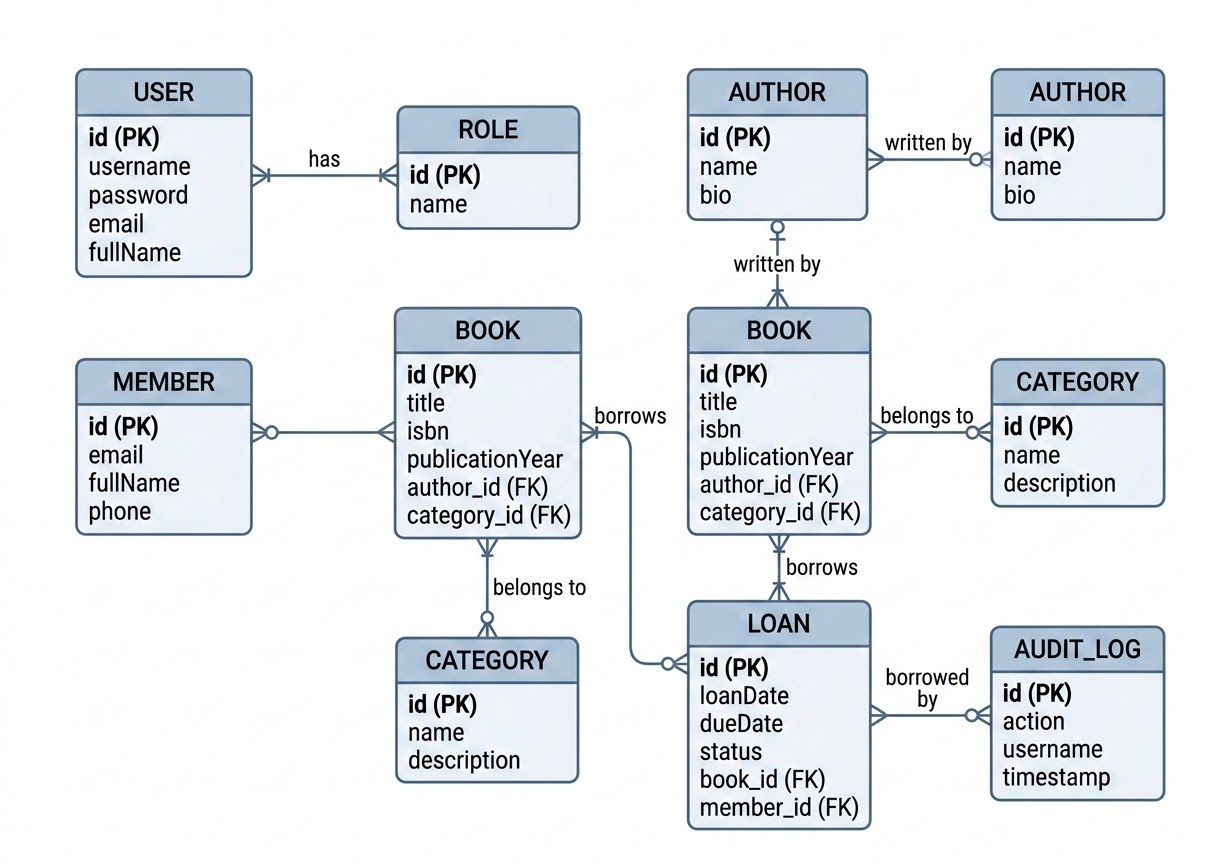 USER
id (PK)
username
password
email
fullName
has
ROLE
id (PK)
name
AUTHOR
id (PK)
name
bio
written by
AUTHOR
id (PK)
name
bio
written by
MEMBER
id (PK)
email
fullName
phone
BOOK
id (PK)
title
isbn
publicationYear
author_id (FK)
category_id (FK)
borrows
BOOK
id (PK)
title
isbn
publicationYear
author_id (FK)
category_id (FK)
belongs to
CATEGORY
id (PK)
name
description
belongs to
borrows
CATEGORY
id (PK)
name
description
LOAN
id (PK)
loanDate
dueDate
status
book_id (FK)
member_id (FK)
borrowed
by
AUDIT_LOG
id (PK)
action
username
timestamp